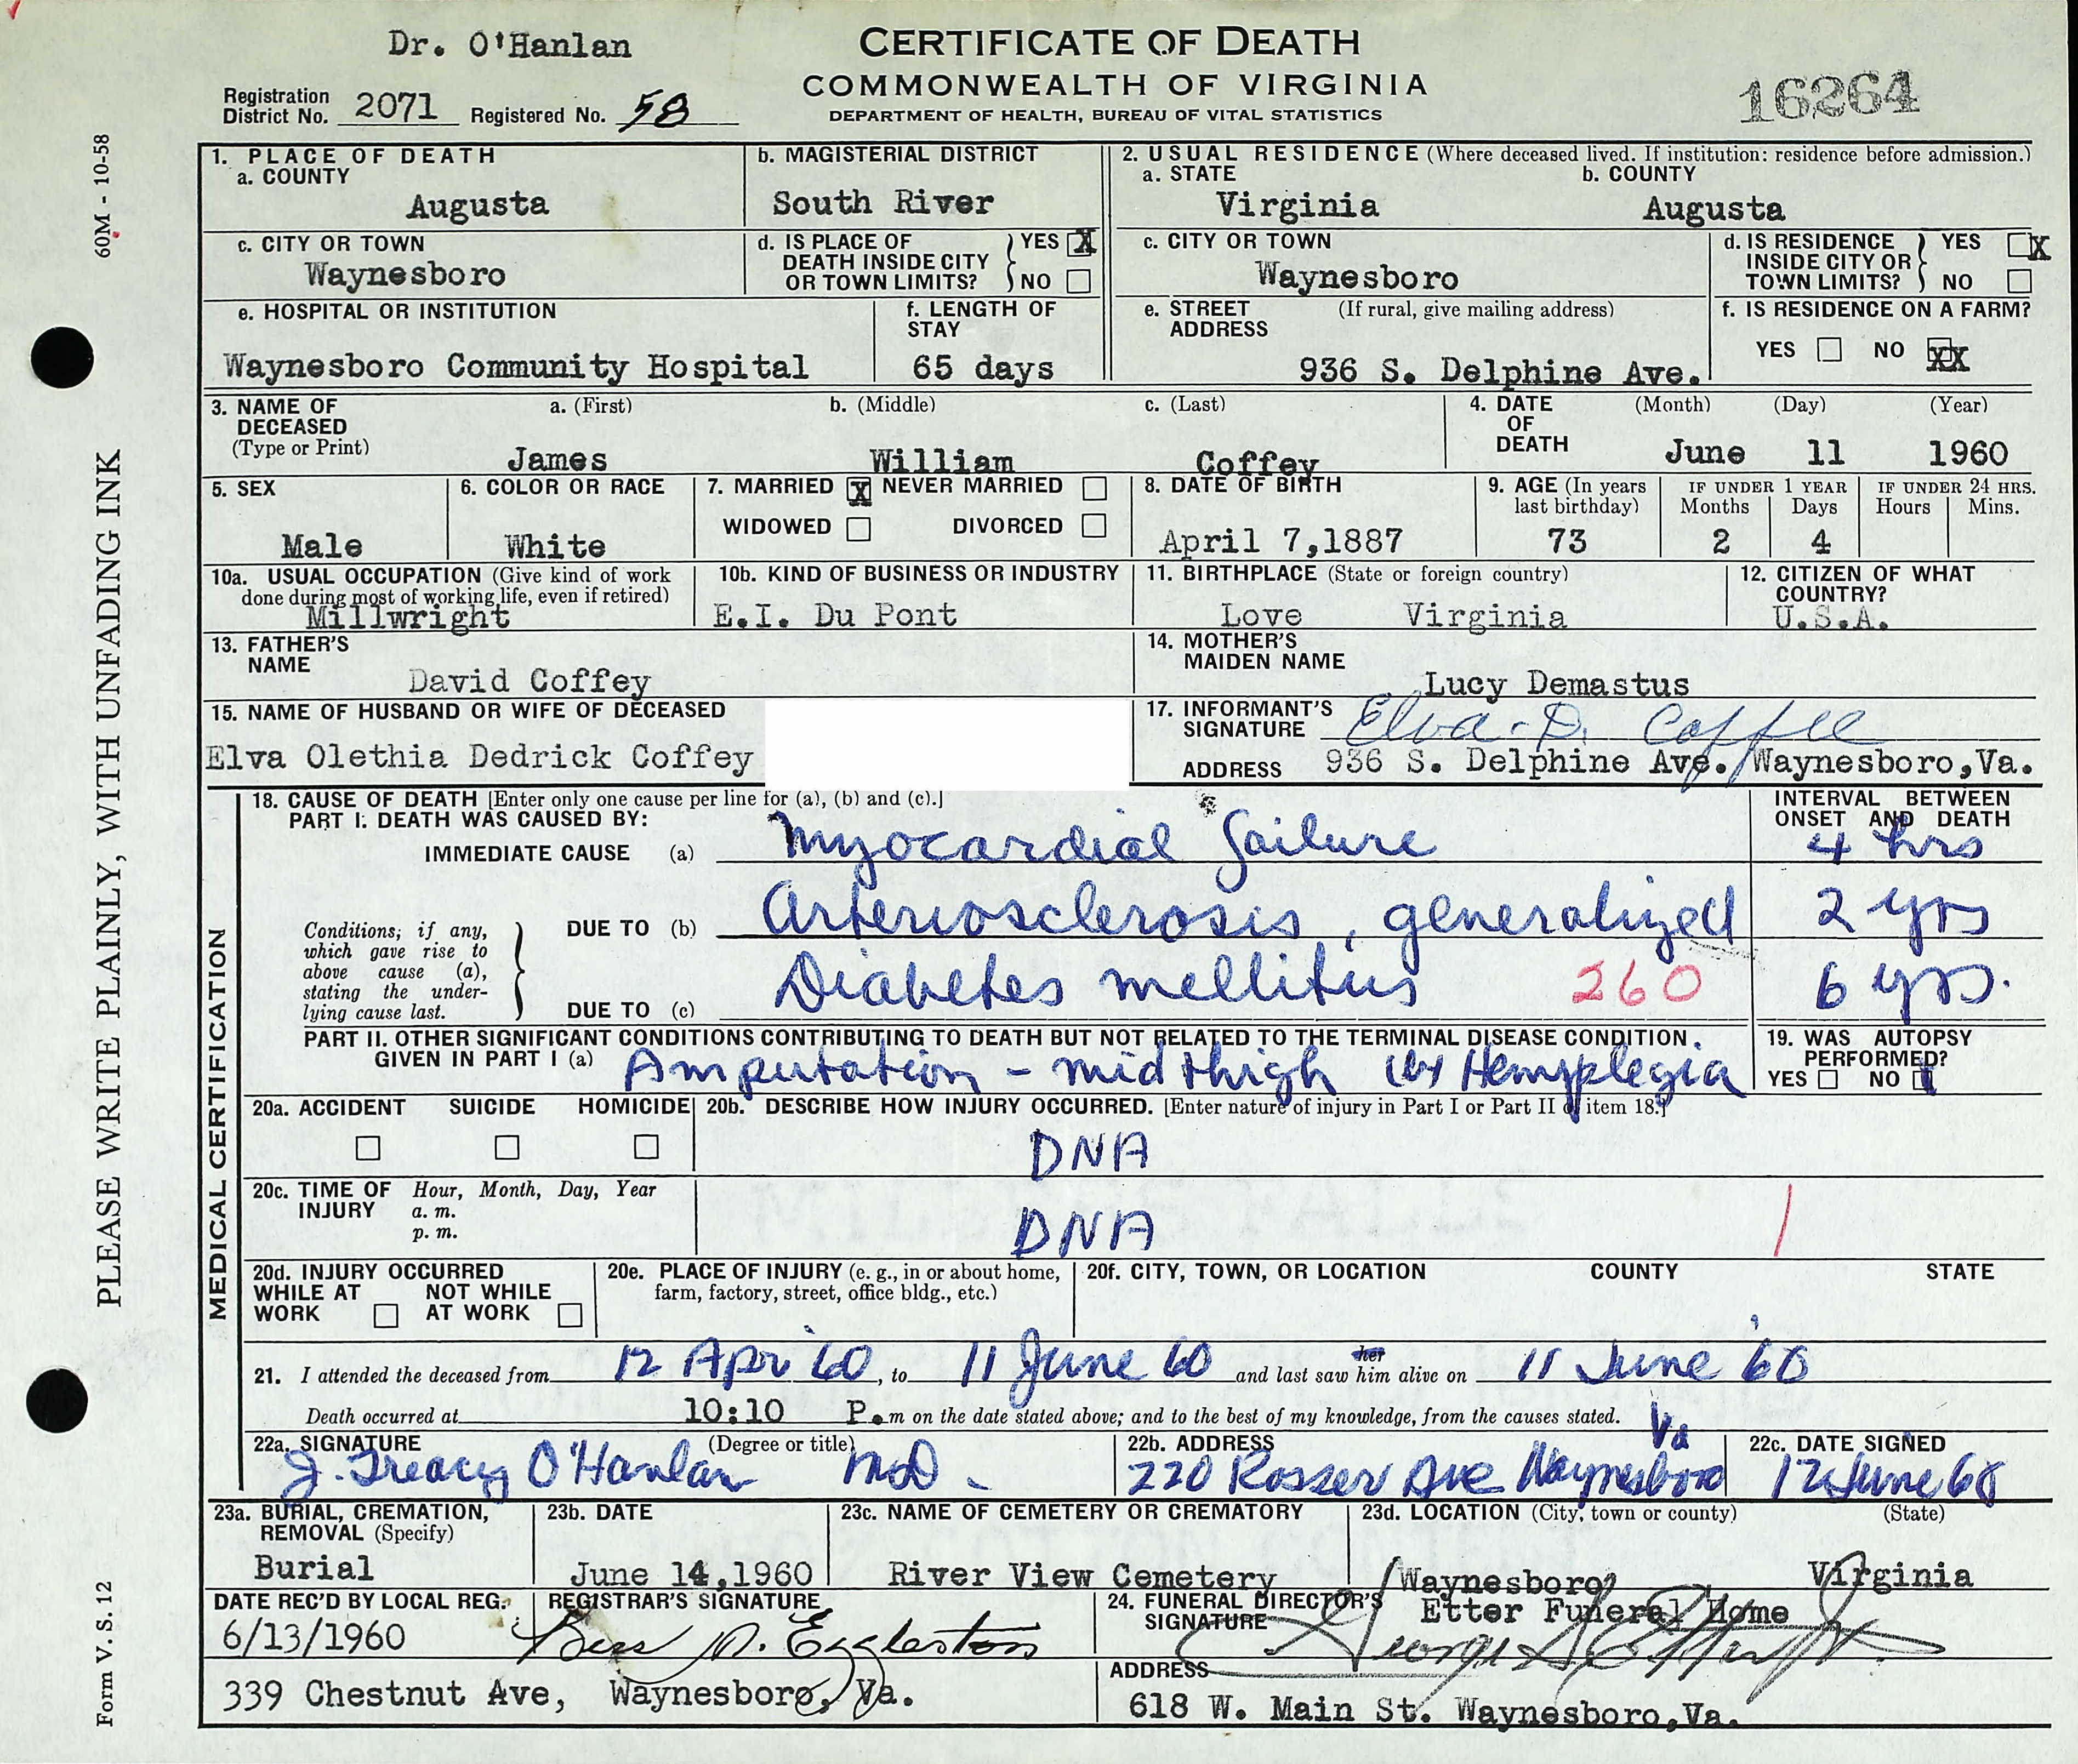 Dr. O'Hanlan
CERTIFICATE OF DEATH
COMMONWEALTH OF VIRGINIA
DEPARTMENT OF HEALTH, BUREAU OF VITAL STATISTICS
16264
Registration District No. 2071 Registered No. 58
60M - 10-58
PLEASE WRITE PLAINLY, WITH UNFADING INK
Form V. S. 12
1. PLACE OF DEATH
a. COUNTY
Augusta
b. MAGISTERIAL DISTRICT
South River
2. USUAL RESIDENCE (Where deceased lived. If institution: residence before admission.)
a. STATE
Virginia
b. COUNTY
Augusta
c. CITY OR TOWN
Waynesboro
d. IS PLACE OF DEATH INSIDE CITY OR TOWN LIMITS? YES X NO
c. CITY OR TOWN
Waynesboro
d. IS RESIDENCE INSIDE CITY OR TOWN LIMITS? YES X NO
e. HOSPITAL OR INSTITUTION
Waynesboro Community Hospital
f. LENGTH OF STAY
65 days
e. STREET ADDRESS (If rural, give mailing address)
936 S. Delphine Ave.
f. IS RESIDENCE ON A FARM?
YES NO XX
3. NAME OF DECEASED (Type or Print)
a. (First) b. (Middle) c. (Last)
James William Coffey
4. DATE OF DEATH (Month) (Day) (Year)
June 11 1960
5. SEX
Male
6. COLOR OR RACE
White
7. MARRIED X NEVER MARRIED
WIDOWED DIVORCED
8. DATE OF BIRTH
April 7,1887
9. AGE (In years last birthday)
73
IF UNDER 1 YEAR
Months Days
2 4
IF UNDER 24 HRS.
Hours Mins.
10a. USUAL OCCUPATION (Give kind of work done during most of working life, even if retired)
Millwright
10b. KIND OF BUSINESS OR INDUSTRY
E.I. Du Pont
11. BIRTHPLACE (State or foreign country)
Love Virginia
12. CITIZEN OF WHAT COUNTRY?
U.S.A.
13. FATHER'S NAME
David Coffey
14. MOTHER'S MAIDEN NAME
Lucy Demastus
15. NAME OF HUSBAND OR WIFE OF DECEASED
Elva Olethia Dedrick Coffey
17. INFORMANT'S SIGNATURE Elva D. Coffee
ADDRESS 936 S. Delphine Ave. Waynesboro,Va.
MEDICAL CERTIFICATION
18. CAUSE OF DEATH [Enter only one cause per line for (a), (b) and (c).]
PART I. DEATH WAS CAUSED BY:
INTERVAL BETWEEN ONSET AND DEATH
IMMEDIATE CAUSE (a) Myocardial failure 4 hrs
Conditions, if any, which gave rise to above cause (a), stating the underlying cause last.
DUE TO (b) Arteriosclerosis, generalized 2 yrs
DUE TO (c) Diabetes mellitus 260 6 yrs.
PART II. OTHER SIGNIFICANT CONDITIONS CONTRIBUTING TO DEATH BUT NOT RELATED TO THE TERMINAL DISEASE CONDITION GIVEN IN PART I (a)
Amputation - midthigh Hemiplegia
19. WAS AUTOPSY PERFORMED?
YES NO
20a. ACCIDENT SUICIDE HOMICIDE
20b. DESCRIBE HOW INJURY OCCURRED. [Enter nature of injury in Part I or Part II of item 18.]
DNA
20c. TIME OF INJURY Hour, Month, Day, Year
a. m.
p. m.
DNA
20d. INJURY OCCURRED
WHILE AT WORK NOT WHILE AT WORK
20e. PLACE OF INJURY (e. g., in or about home, farm, factory, street, office bldg., etc.)
20f. CITY, TOWN, OR LOCATION COUNTY STATE
21. I attended the deceased from 12 Apr '60, to 11 June 60 and last saw her him alive on 11 June '60
Death occurred at 10:10 P.m on the date stated above; and to the best of my knowledge, from the causes stated.
22a. SIGNATURE (Degree or title)
J. Treacy O'Hanlan MD
22b. ADDRESS
220 Rosser Ave Waynesboro Va
22c. DATE SIGNED
12 June 60
23a. BURIAL, CREMATION, REMOVAL (Specify)
Burial
23b. DATE
June 14,1960
23c. NAME OF CEMETERY OR CREMATORY
River View Cemetery
23d. LOCATION (City, town or county) (State)
Waynesboro Virginia
DATE REC'D BY LOCAL REG.
6/13/1960
REGISTRAR'S SIGNATURE
Bess M. Eggleston
24. FUNERAL DIRECTOR'S SIGNATURE
Etter Funeral Home
339 Chestnut Ave, Waynesboro, Va.
ADDRESS
618 W. Main St. Waynesboro,Va.